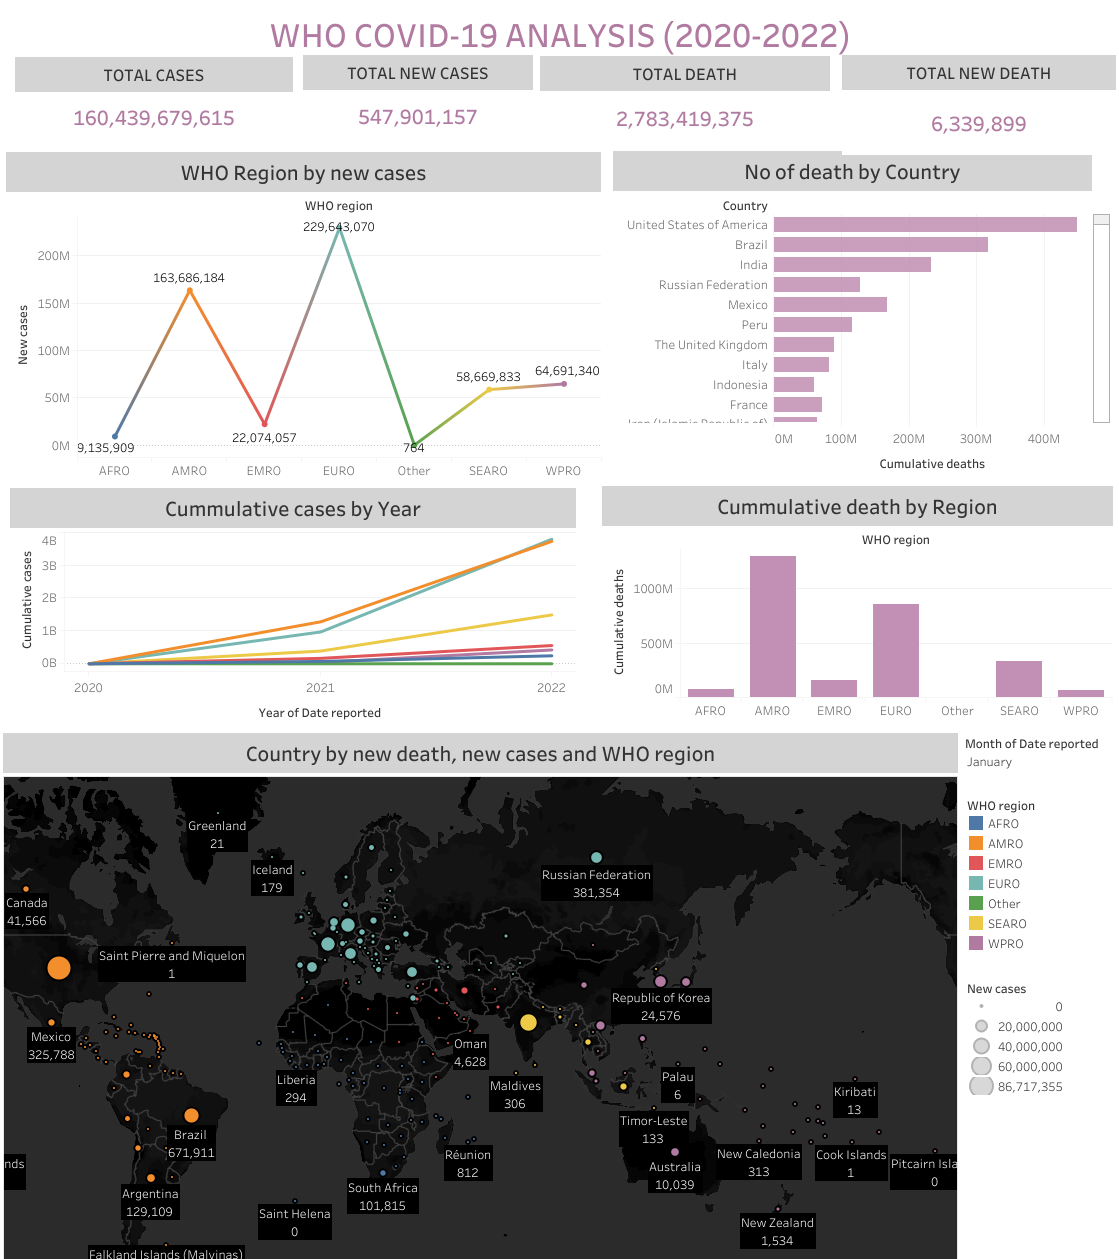 WHO COVID-19 ANALYSIS (2020-2022)
TOTAL CASES
TOTAL NEW CASES
TOTAL DEATH
TOTAL NEW DEATH
160,439,679,615
547,901,157
2,783,419,375
6,339,899
WHO Region by new cases
WHO region
229,643,070
200M
163,686,184
150M
100M
50M
0M
New cases
9,135,909
22,074,057
764
58,669,833
64,691,340
AFRO
AMRO
EMRO
EURO
Other
SEARO
WPRO
No of death by Country
Country
United States of America
Brazil
India
Russian Federation
Mexico
Peru
The United Kingdom
Italy
Indonesia
France
Iran (Islamic Republic of)
0M
100M
200M
300M
400M
Cumulative deaths
Cummulative cases by Year
4B
3B
2B
1B
0B
Cumulative cases
2020
2021
2022
Year of Date reported
Cummulative death by Region
WHO region
1000M
500M
0M
Cumulative deaths
AFRO
AMRO
EMRO
EURO
Other
SEARO
WPRO
Country by new death, new cases and WHO region
Greenland
21
Iceland
179
Russian Federation
381,354
Canada
41,566
Saint Pierre and Miquelon
1
Republic of Korea
24,576
Mexico
325,788
Oman
4,628
Liberia
294
Maldives
306
Palau
6
Kiribati
13
Timor-Leste
133
Brazil
671,911
Réunion
812
New Caledonia
313
Cook Islands
1
Pitcairn Isla
0
nds
Australia
10,039
Argentina
129,109
South Africa
101,815
Saint Helena
0
New Zealand
1,534
Falkland Islands (Malvinas)
Month of Date reported
January
WHO region
AFRO
AMRO
EMRO
EURO
Other
SEARO
WPRO
New cases
0
20,000,000
40,000,000
60,000,000
86,717,355